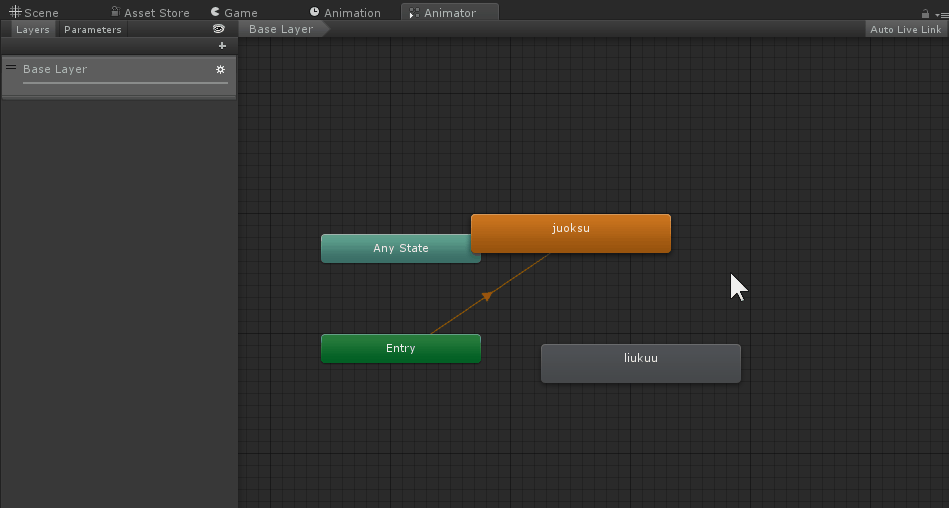 Scene
Asset Store
Game
Animation
Animator
Layers
Parameters
Base Layer
Auto Live Link
Base Layer
juoksu
Any State
Entry
liukuu